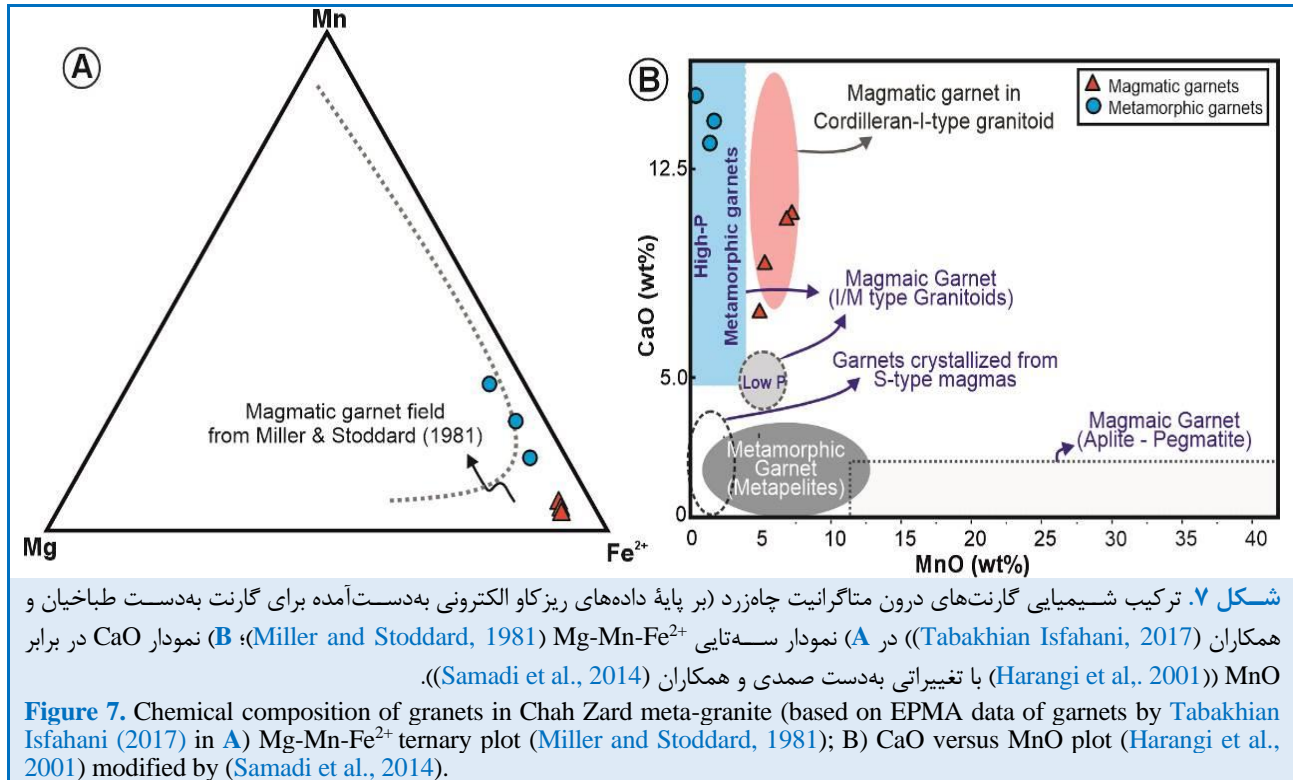 A
Mn
Magmatic garnet field
from Miller & Stoddard (1981)
Mg
Fe²⁺
B
CaO (wt%)
12.5
5.0
0
High-P
Metamorphic garnets
Magmatic garnets
Metamorphic garnets
Magmatic garnet in
Cordilleran-I-type granitoid
Magmaic Garnet
(I/M type Granitoids)
Garnets crystallized from
S-type magmas
Low P
Magmaic Garnet
(Aplite - Pegmatite)
Metamorphic
Garnet
(Metapelites)
0 5 10 15 20 25 30 35 40
MnO (wt%)
شـــکل ۷. ترکیب شــیمیایی گارنت‌های درون متاگرانیت چاه‌زرد (بر پایۀ داده‌های ریزکاو الکترونی به‌دســت‌آمده برای گارنت به‌دســت طباخیان و
همکاران (Tabakhian Isfahani, 2017)) در A) نمودار ســـه‌تایی Mg-Mn-Fe²⁺ (Miller and Stoddard, 1981)؛ B) نمودار CaO در برابر
MnO ((Harangi et al,. 2001) با تغییراتی به‌دست صمدی و همکاران (Samadi et al., 2014)).
Figure 7. Chemical composition of granets in Chah Zard meta-granite (based on EPMA data of garnets by Tabakhian
Isfahani (2017) in A) Mg-Mn-Fe²⁺ ternary plot (Miller and Stoddard, 1981); B) CaO versus MnO plot (Harangi et al.,
2001) modified by (Samadi et al., 2014).